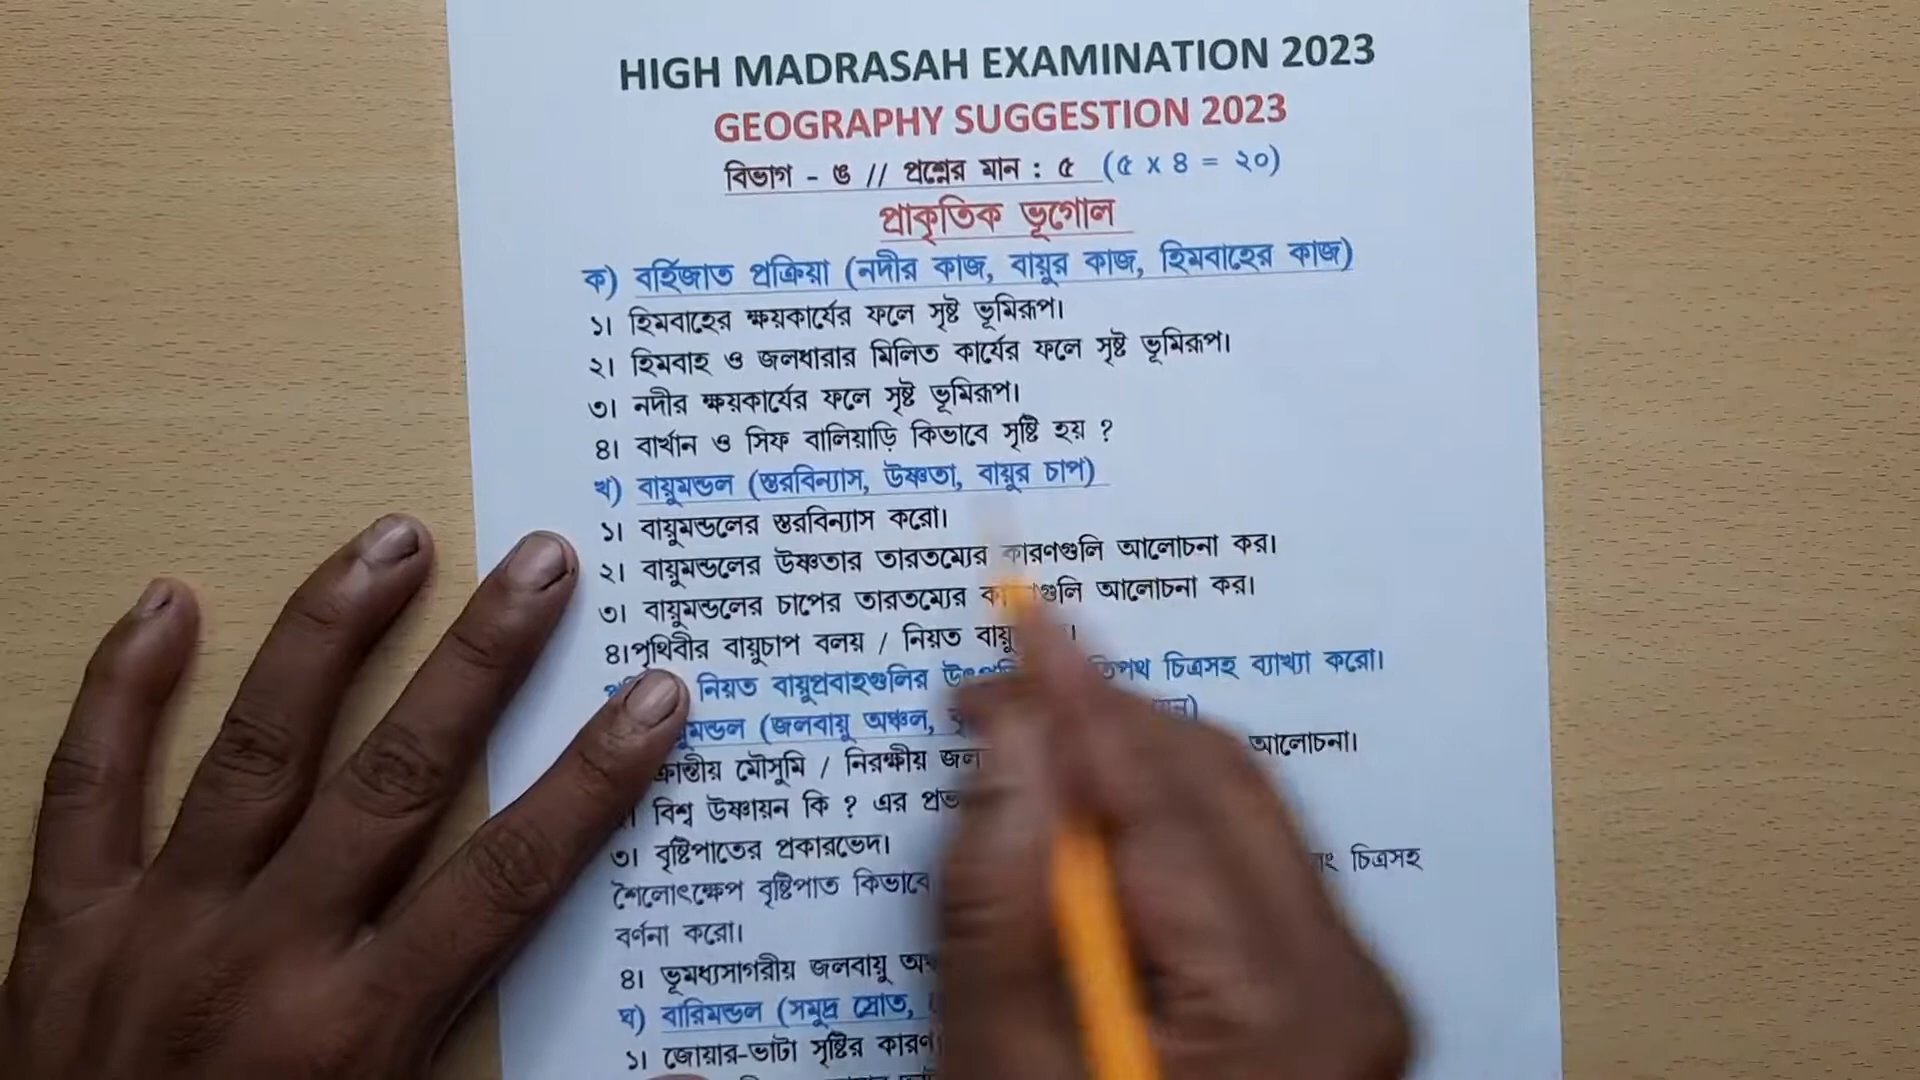 HIGH MADRASAH EXAMINATION 2023
GEOGRAPHY SUGGESTION 2023
বিভাগ - ঙ // প্রশ্নের মান : ৫ (৫ x ৪ = ২০)
প্রাকৃতিক ভূগোল
ক) বর্হিজাত প্রক্রিয়া (নদীর কাজ, বায়ুর কাজ, হিমবাহের কাজ)
১। হিমবাহের ক্ষয়কার্যের ফলে সৃষ্ট ভূমিরূপ।
২। হিমবাহ ও জলধারার মিলিত কার্যের ফলে সৃষ্ট ভূমিরূপ।
৩। নদীর ক্ষয়কার্যের ফলে সৃষ্ট ভূমিরূপ।
৪। বার্খান ও সিফ বালিয়াড়ি কিভাবে সৃষ্টি হয় ?
খ) বায়ুমন্ডল (স্তরবিন্যাস, উষ্ণতা, বায়ুর চাপ)
১। বায়ুমন্ডলের স্তরবিন্যাস করো।
২। বায়ুমন্ডলের উষ্ণতার তারতম্যের কারণগুলি আলোচনা কর।
৩। বায়ুমন্ডলের চাপের তারতম্যের আলোচনা কর।
৪।পৃথিবীর বায়ুচাপ বলয় / নিয়ত
নিয়ত বায়ুপ্রবাহগুলির চিত্রসহ ব্যাখ্যা করো।
(জলবায়ু অঞ্চল,
মৌসুমি / নিরক্ষীয় আলোচনা।
বিশ্ব উষ্ণায়ন কি ? এর
৩। বৃষ্টিপাতের প্রকারভেদ।
চিত্রসহ
শৈলোৎক্ষেপ বৃষ্টিপাত কিভাবে
বর্ণনা করো।
৪। ভূমধ্যসাগরীয় জলবায়ু
ঘ) বারিমন্ডল (সমুদ্র স্রোত,
১। জোয়ার-ভাটা সৃষ্টির কারণ